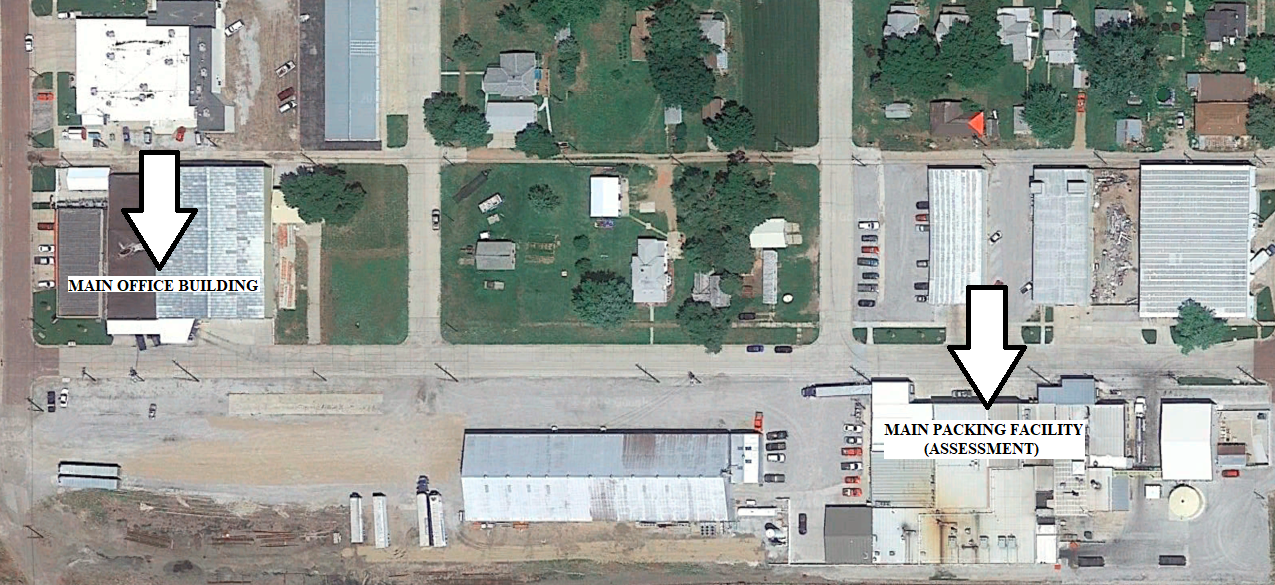 MAIN OFFICE BUILDING
MAIN PACKING FACILITY
(ASSESSMENT)